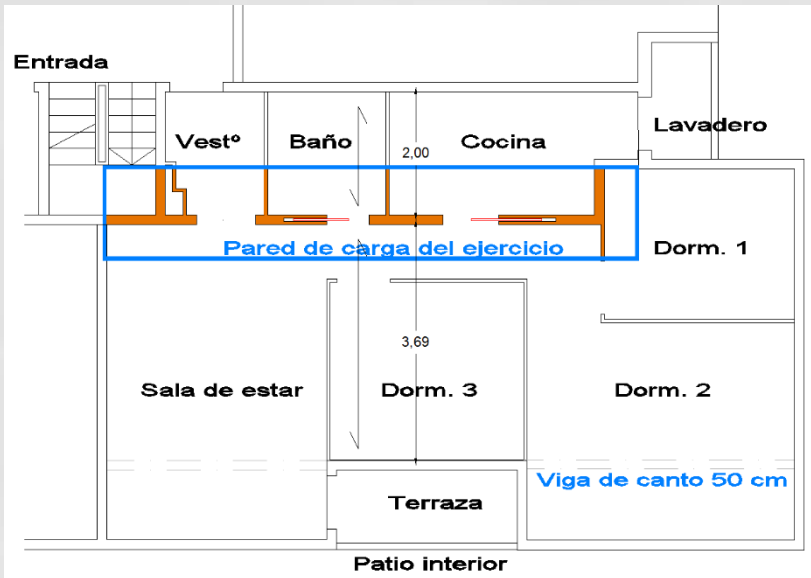 Entrada
Vestº
Baño
Cocina
Lavadero
2,00
Pared de carga del ejercicio
Dorm. 1
3,69
Sala de estar
Dorm. 3
Dorm. 2
Viga de canto 50 cm
Terraza
Patio interior